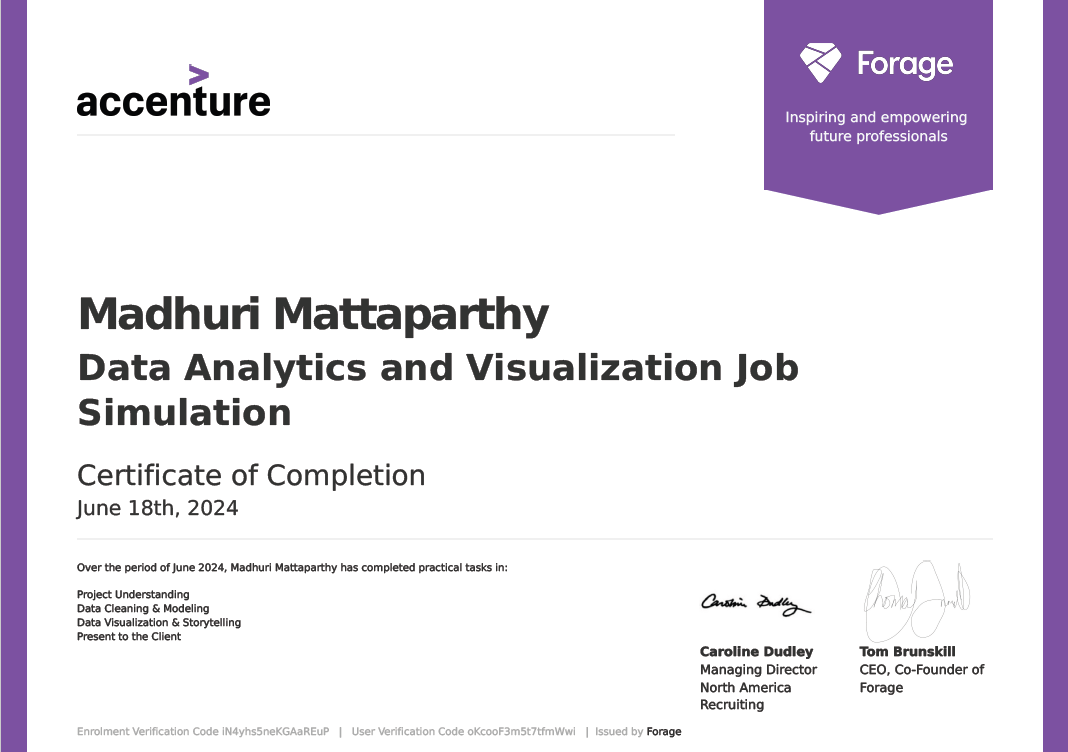 accenture
Forage
Inspiring and empowering
future professionals
Madhuri Mattaparthy
Data Analytics and Visualization Job
Simulation
Certificate of Completion
June 18th, 2024
Over the period of June 2024, Madhuri Mattaparthy has completed practical tasks in:
Project Understanding
Data Cleaning & Modeling
Data Visualization & Storytelling
Present to the Client
Caroline Dudley
Caroline Dudley
Managing Director
North America
Recruiting
Tom Brunskill
CEO, Co-Founder of
Forage
Enrolment Verification Code iN4yhs5neKGAaREuP | User Verification Code oKcooF3m5t7tfmWwi | Issued by Forage